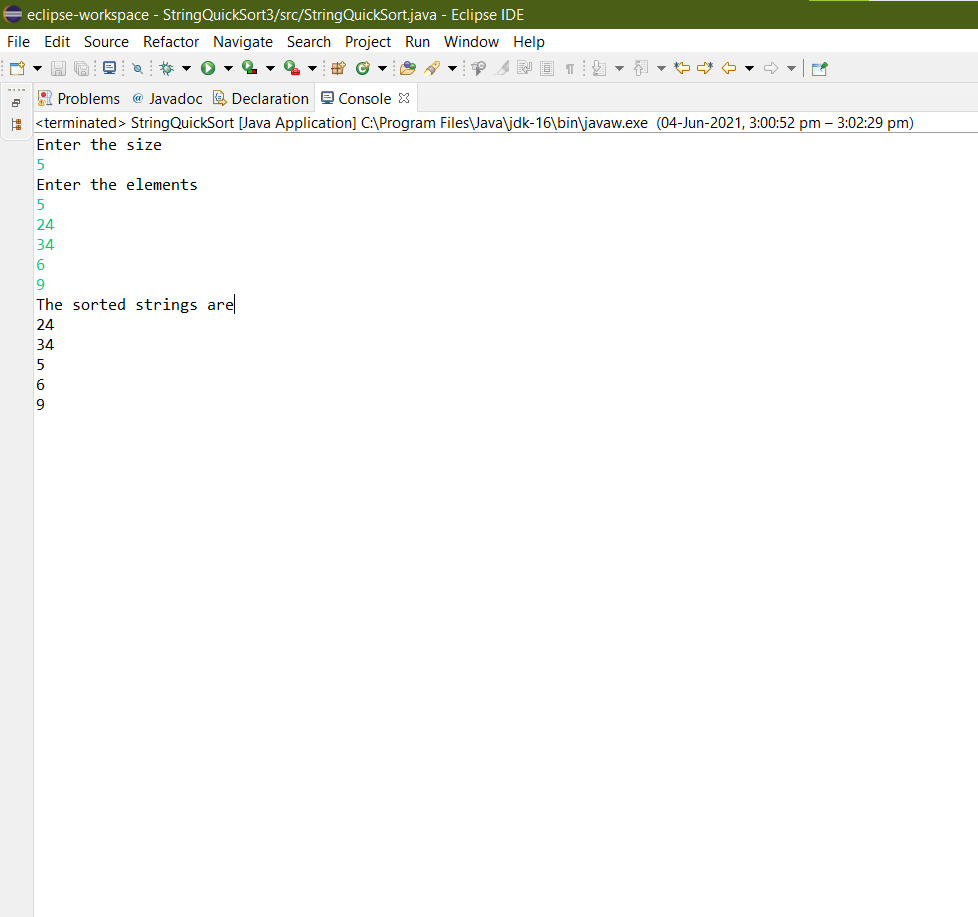 eclipse-workspace - StringQuickSort3/src/StringQuickSort.java - Eclipse IDE
File Edit Source Refactor Navigate Search Project Run Window Help
Problems @ Javadoc Declaration Console
<terminated> StringQuickSort [Java Application] C:\Program Files\Java\jdk-16\bin\javaw.exe (04-Jun-2021, 3:00:52 pm – 3:02:29 pm)
Enter the size
5
Enter the elements
5
24
34
6
9
The sorted strings are
24
34
5
6
9